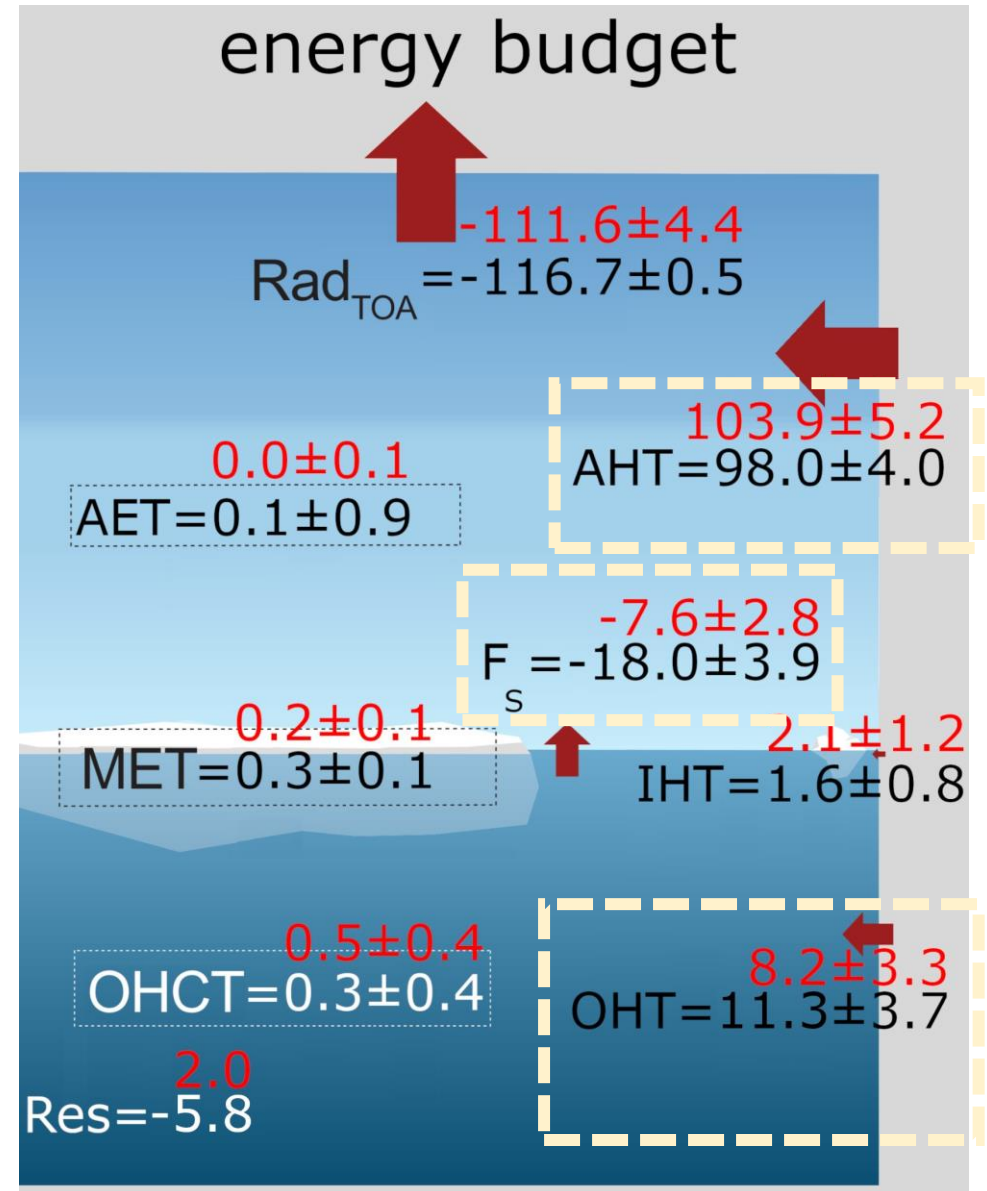 energy budget
-111.6±4.4
Rad_TOA=-116.7±0.5
103.9±5.2
AHT=98.0±4.0
0.0±0.1
AET=0.1±0.9
-7.6±2.8
F_S=-18.0±3.9
0.2±0.1
MET=0.3±0.1
2.1±1.2
IHT=1.6±0.8
0.5±0.4
OHCT=0.3±0.4
8.2±3.3
OHT=11.3±3.7
2.0
Res=-5.8